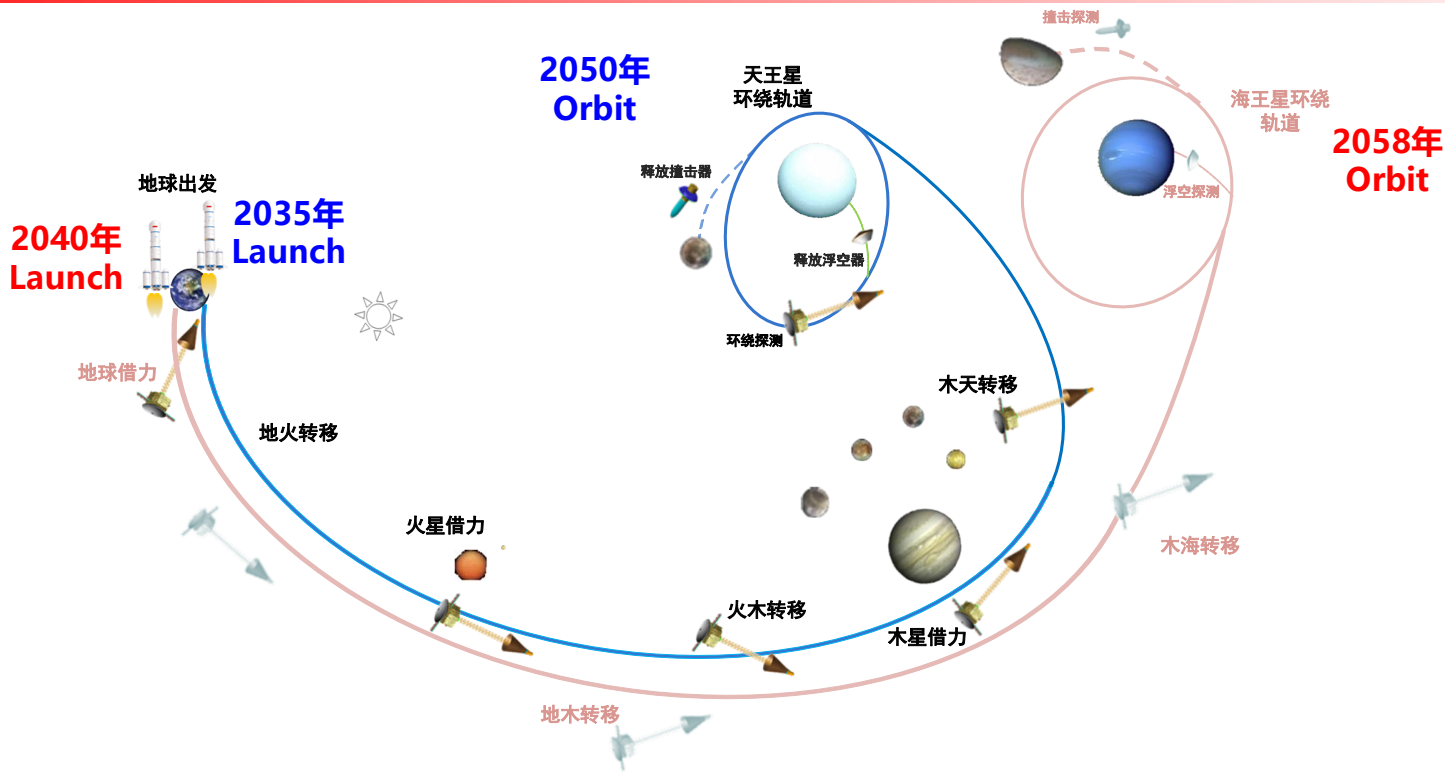 撞击探测
2050年
Orbit
天王星
环绕轨道
海王星环绕
轨道
2058年
Orbit
释放撞击器
浮空探测
地球出发
2035年
Launch
2040年
Launch
释放浮空器
环绕探测
地球借力
木天转移
地火转移
火星借力
木海转移
火木转移
木星借力
地木转移